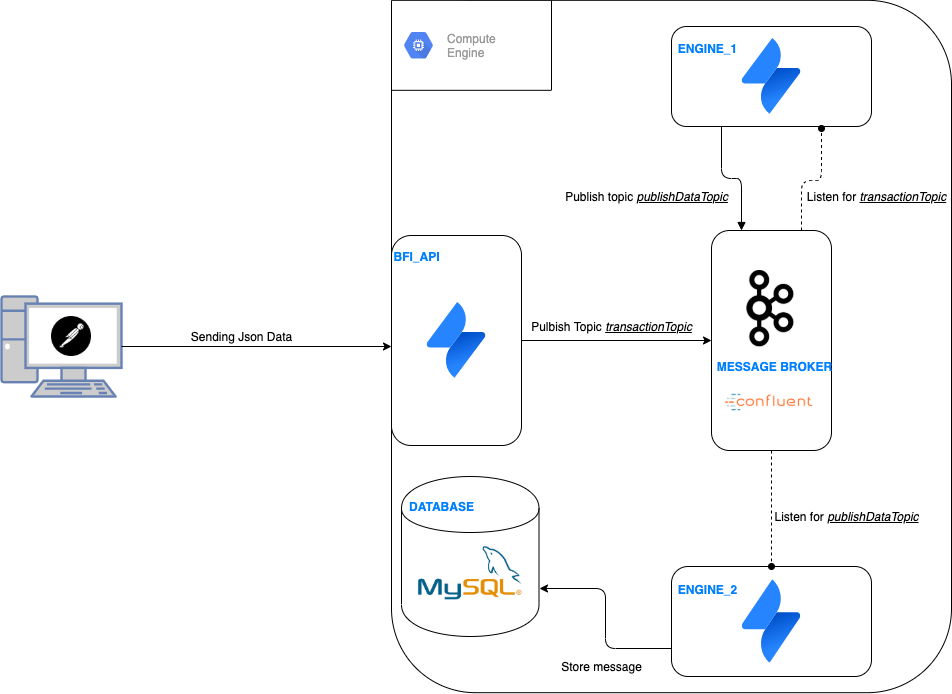 Compute
Engine
ENGINE_1
Publish topic publishDataTopic
Listen for transactionTopic
BFI_API
Sending Json Data
Pulbish Topic transactionTopic
MESSAGE BROKER
confluent
DATABASE
MySQL®
Listen for publishDataTopic
ENGINE_2
Store message